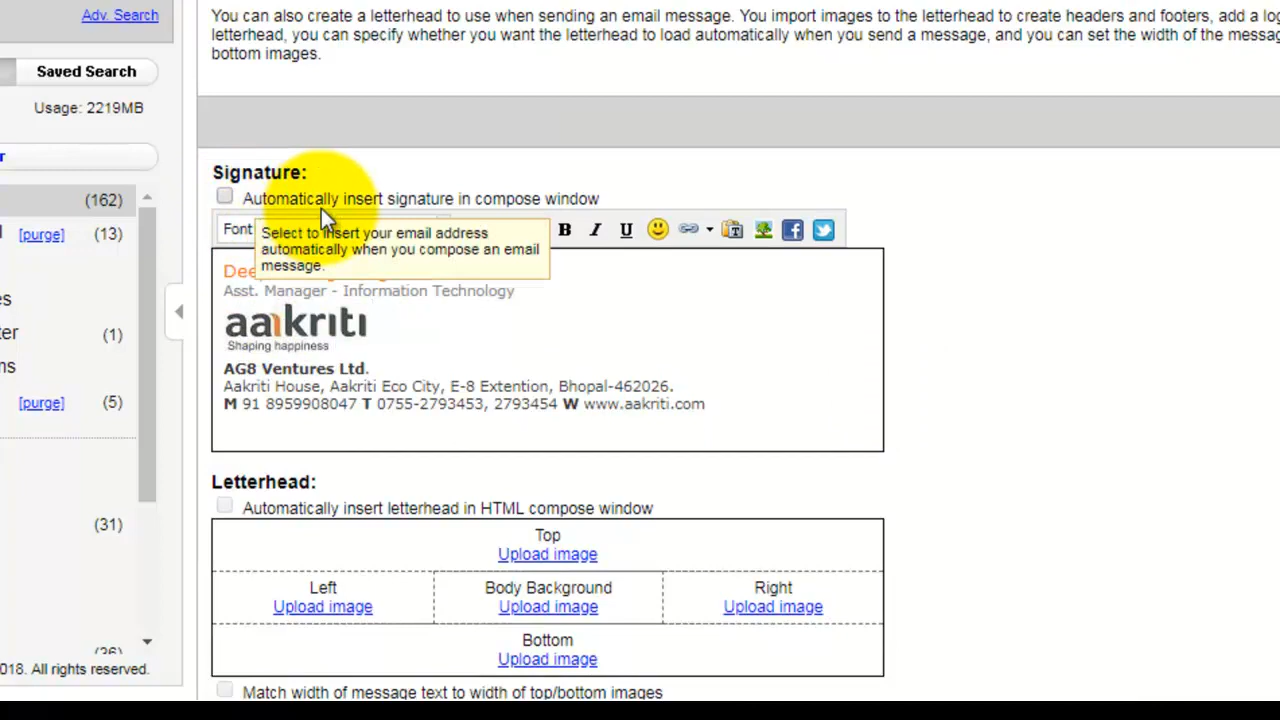 Adv. Search
You can also create a letterhead to use when sending an email message. You import images to the letterhead to create headers and footers, add a
letterhead, you can specify whether you want the letterhead to load automatically when you send a message, and you can set the width of the
bottom images.
Saved Search
Usage: 2219MB
Signature:
Automatically insert signature in compose window
(162)
[purge] (13)
Font
B I U
Select to insert your email address
automatically when you compose an email
message.
Asst. Manager - Information Technology
aakriti
Shaping happiness
AG8 Ventures Ltd.
Aakriti House, Aakriti Eco City, E-8 Extention, Bhopal-462026.
M 91 8959908047 T 0755-2793453, 2793454 W www.aakriti.com
(1)
[purge] (5)
Letterhead:
Automatically insert letterhead in HTML compose window
(31)
Top
Upload image
Left
Upload image
Body Background
Upload image
Right
Upload image
Bottom
Upload image
018. All rights reserved.
Match width of message text to width of top/bottom images